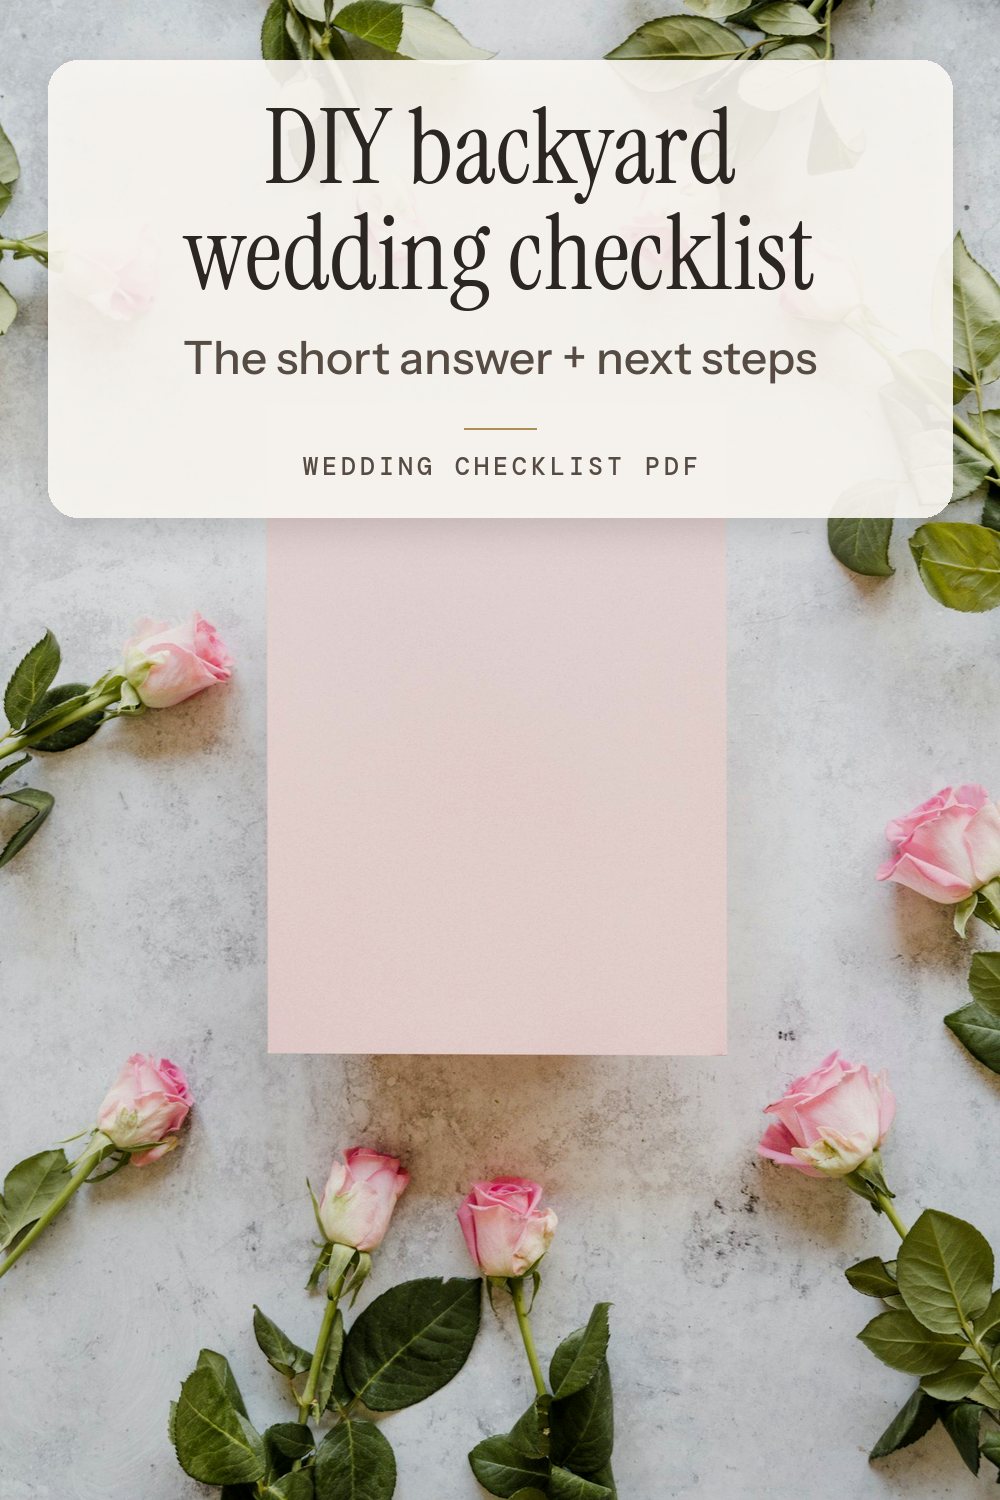 DIY backyard
wedding checklist
The short answer + next steps
WEDDING CHECKLIST PDF